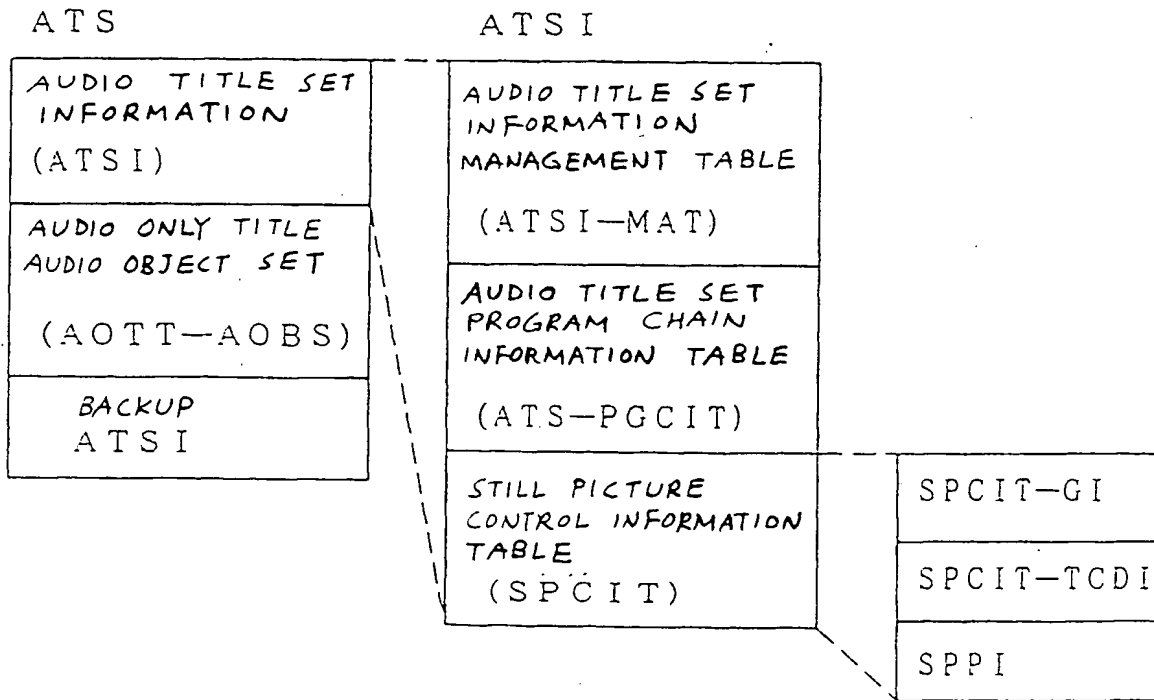 ATS
AUDIO TITLE SET
INFORMATION
(ATSI)
AUDIO ONLY TITLE
AUDIO OBJECT SET
(AOTT-AOBS)
BACKUP
ATSI
ATSI
AUDIO TITLE SET
INFORMATION
MANAGEMENT TABLE
(ATSI-MAT)
AUDIO TITLE SET
PROGRAM CHAIN
INFORMATION TABLE
(ATS-PGCIT)
STILL PICTURE
CONTROL INFORMATION
TABLE
(SPCIT)
SPCIT-GI
SPCIT-TCDI
SPPI